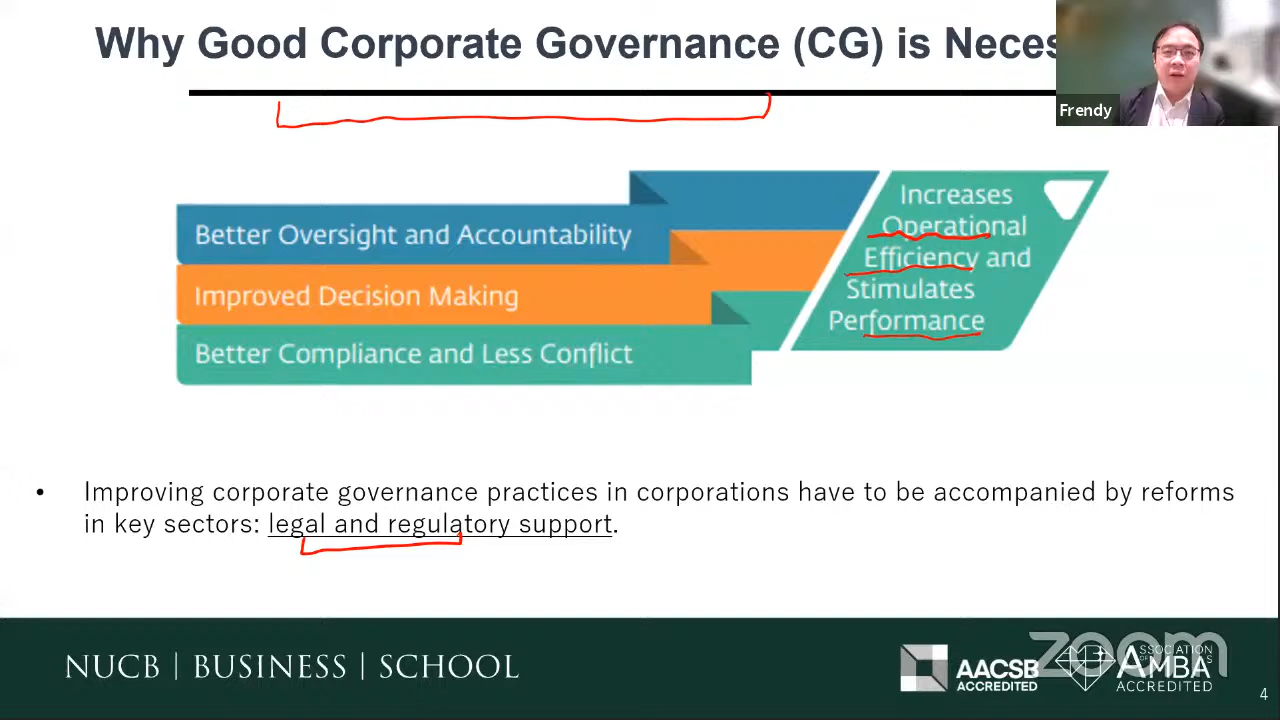 Why Good Corporate Governance (CG) is Neces
Frendy
Better Oversight and Accountability
Improved Decision Making
Better Compliance and Less Conflict
Increases
Operational
Efficiency and
Stimulates
Performance
• Improving corporate governance practices in corporations have to be accompanied by reforms
in key sectors: legal and regulatory support.
NUCB | BUSINESS | SCHOOL
AACSB
ACCREDITED
zoom
ASSOCIATION
AMBA
ACCREDITED
4